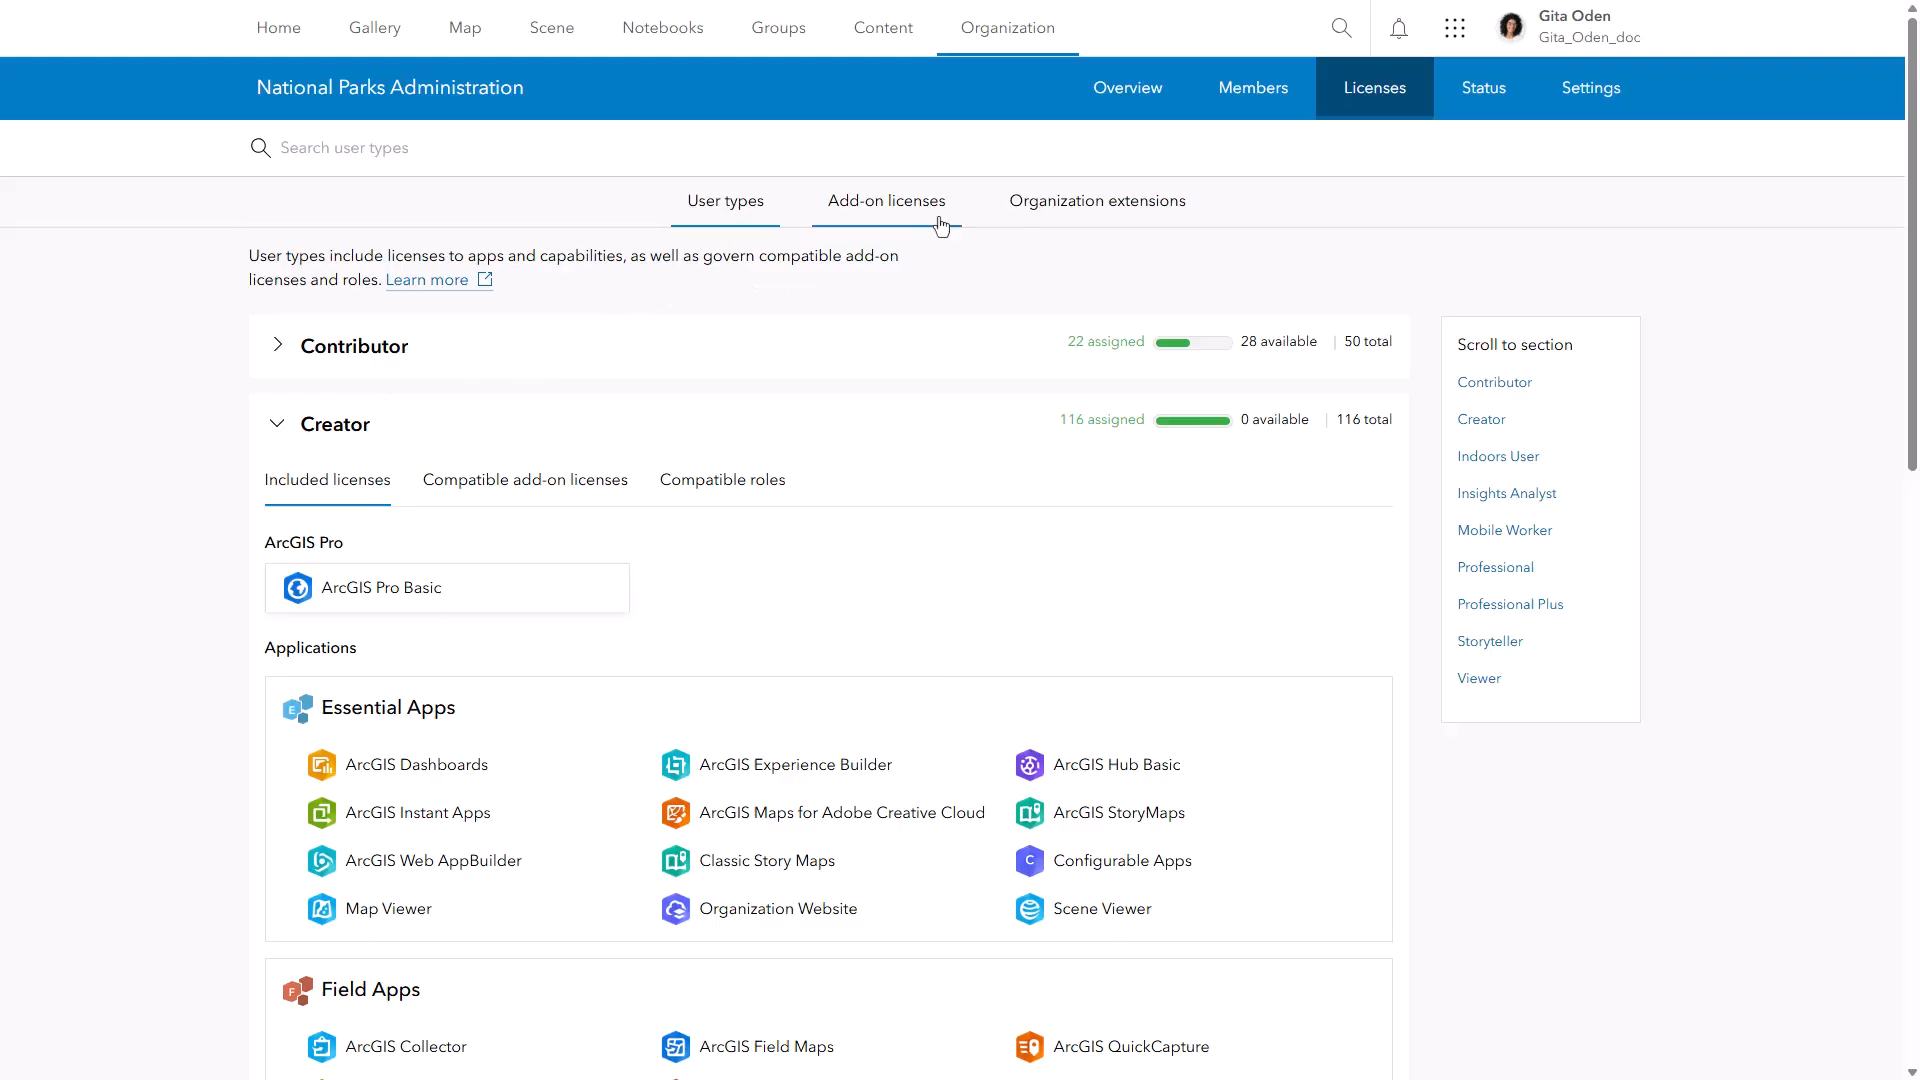 Home Gallery Map Scene Notebooks Groups Content Organization
Gita Oden
Gita_Oden_doc
National Parks Administration
Overview Members Licenses Status Settings
Search user types
User types Add-on licenses Organization extensions
User types include licenses to apps and capabilities, as well as govern compatible add-on
licenses and roles. Learn more
Contributor
22 assigned 28 available | 50 total
Creator
116 assigned 0 available | 116 total
Included licenses Compatible add-on licenses Compatible roles
ArcGIS Pro
ArcGIS Pro Basic
Applications
E Essential Apps
ArcGIS Dashboards ArcGIS Experience Builder ArcGIS Hub Basic
ArcGIS Instant Apps ArcGIS Maps for Adobe Creative Cloud ArcGIS StoryMaps
ArcGIS Web AppBuilder Classic Story Maps C Configurable Apps
Map Viewer Organization Website Scene Viewer
F Field Apps
ArcGIS Collector ArcGIS Field Maps ArcGIS QuickCapture
Scroll to section
Contributor
Creator
Indoors User
Insights Analyst
Mobile Worker
Professional
Professional Plus
Storyteller
Viewer